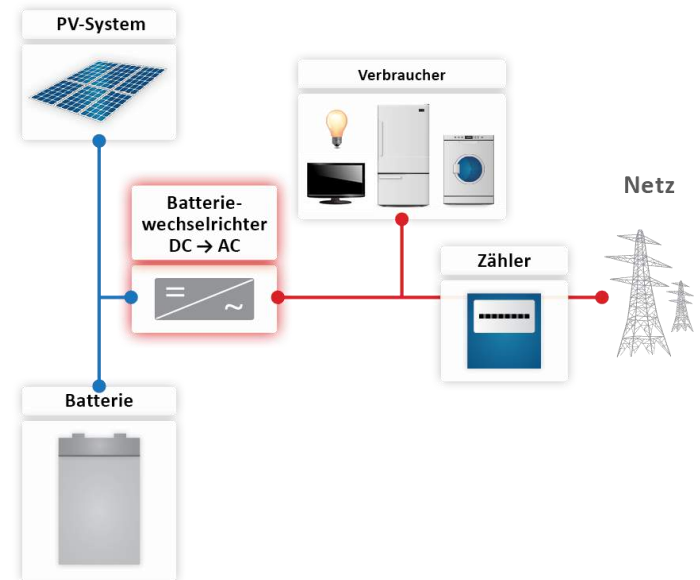 PV-System
Verbraucher
Batterie-
wechselrichter
DC → AC
Netz
Zähler
Batterie